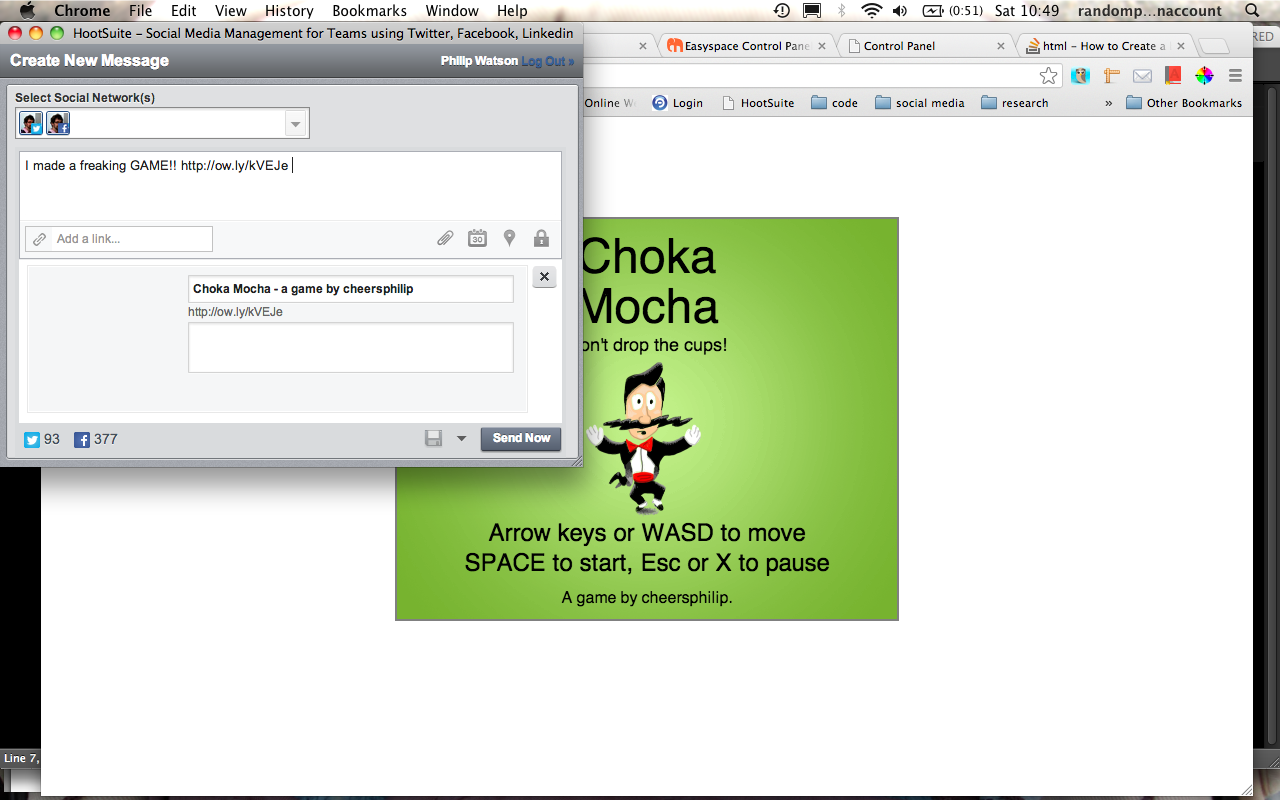 Chrome File Edit View History Bookmarks Window Help (0:51) Sat 10:49 randomp...naccount
HootSuite – Social Media Management for Teams using Twitter, Facebook, Linkedin
Create New Message Philip Watson Log Out »
Select Social Network(s)
I made a freaking GAME!! http://ow.ly/kVEJe
Add a link...
30
Choka Mocha - a game by cheersphilip
http://ow.ly/kVEJe
93 377
Send Now
Easyspace Control Pane
Control Panel
html – How to Create a
Online
Login
HootSuite
code
social media
research
»
Other Bookmarks
Choka
Mocha
on't drop the cups!
Arrow keys or WASD to move
SPACE to start, Esc or X to pause
A game by cheersphilip.
Line 7,